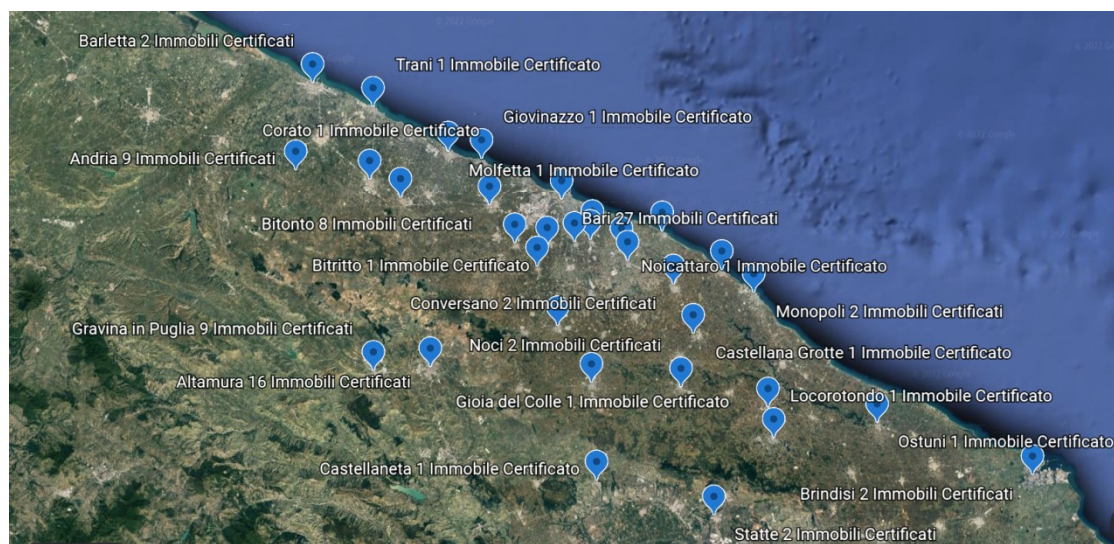 Barletta 2 Immobili Certificati
Trani 1 Immobile Certificato
Giovinazzo 1 Immobile Certificato
Corato 1 Immobile Certificato
Andria 9 Immobili Certificati
Molfetta 1 Immobile Certificato
Bitonto 8 Immobili Certificati
Bari 27 Immobili Certificati
Bitritto 1 Immobile Certificato
Noicattaro 1 Immobile Certificato
Conversano 2 Immobili Certificati
Monopoli 2 Immobili Certificati
Gravina in Puglia 9 Immobili Certificati
Noci 2 Immobili Certificati
Castellana Grotte 1 Immobile Certificato
Altamura 16 Immobili Certificati
Gioia del Colle 1 Immobile Certificato
Locorotondo 1 Immobile Certificato
Ostuni 1 Immobile Certificato
Castellaneta 1 Immobile Certificato
Brindisi 2 Immobili Certificati
Statte 2 Immobili Certificati